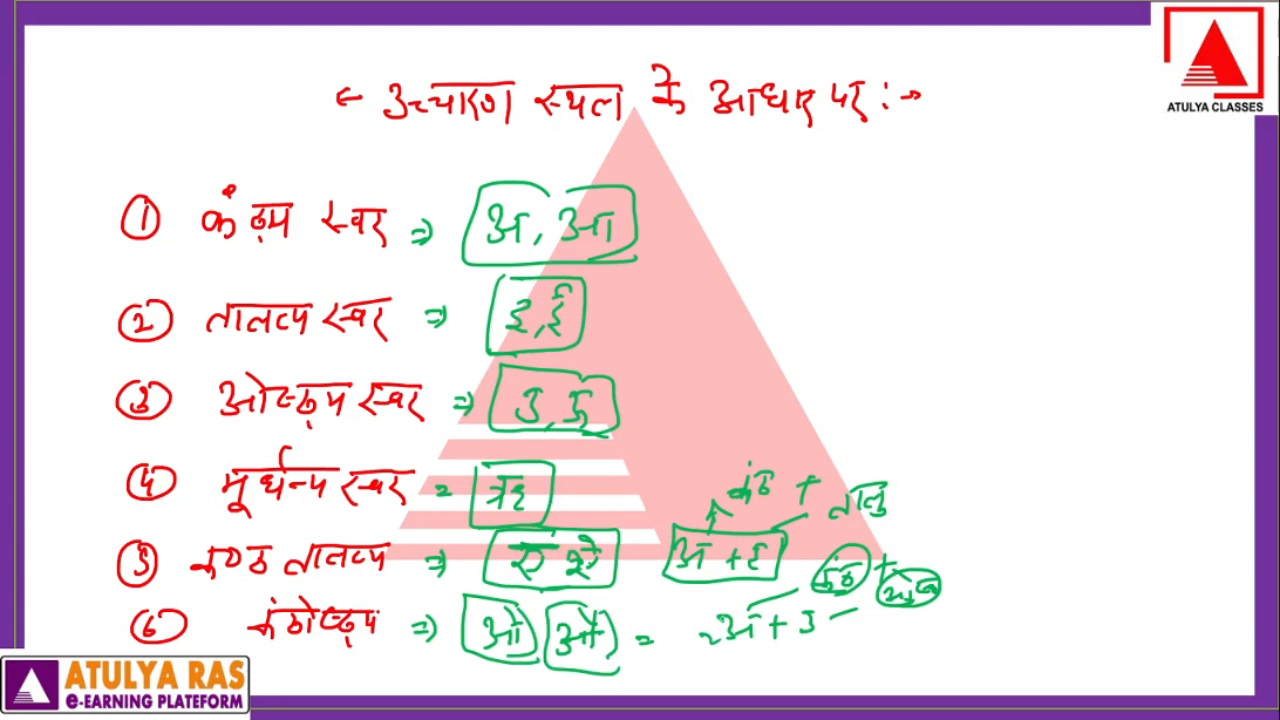 ATULYA CLASSES
← उच्चारण स्थल के आधार पर :→
① कंठ्य स्वर ⇒ अ, आ
② तालव्य स्वर ⇒ इ, ई
③ ओष्ठ्य स्वर ⇒ उ, ऊ
④ मूर्धन्य स्वर = ऋ
कंठ + तालु
⑤ कण्ठ तालव्य ⇒ ए ऐ अ + इ
कंठ + ओष्ठ
⑥ कंठोष्ठ्य ⇒ ओ औ = अ + उ
ATULYA RAS
e-EARNING PLATEFORM